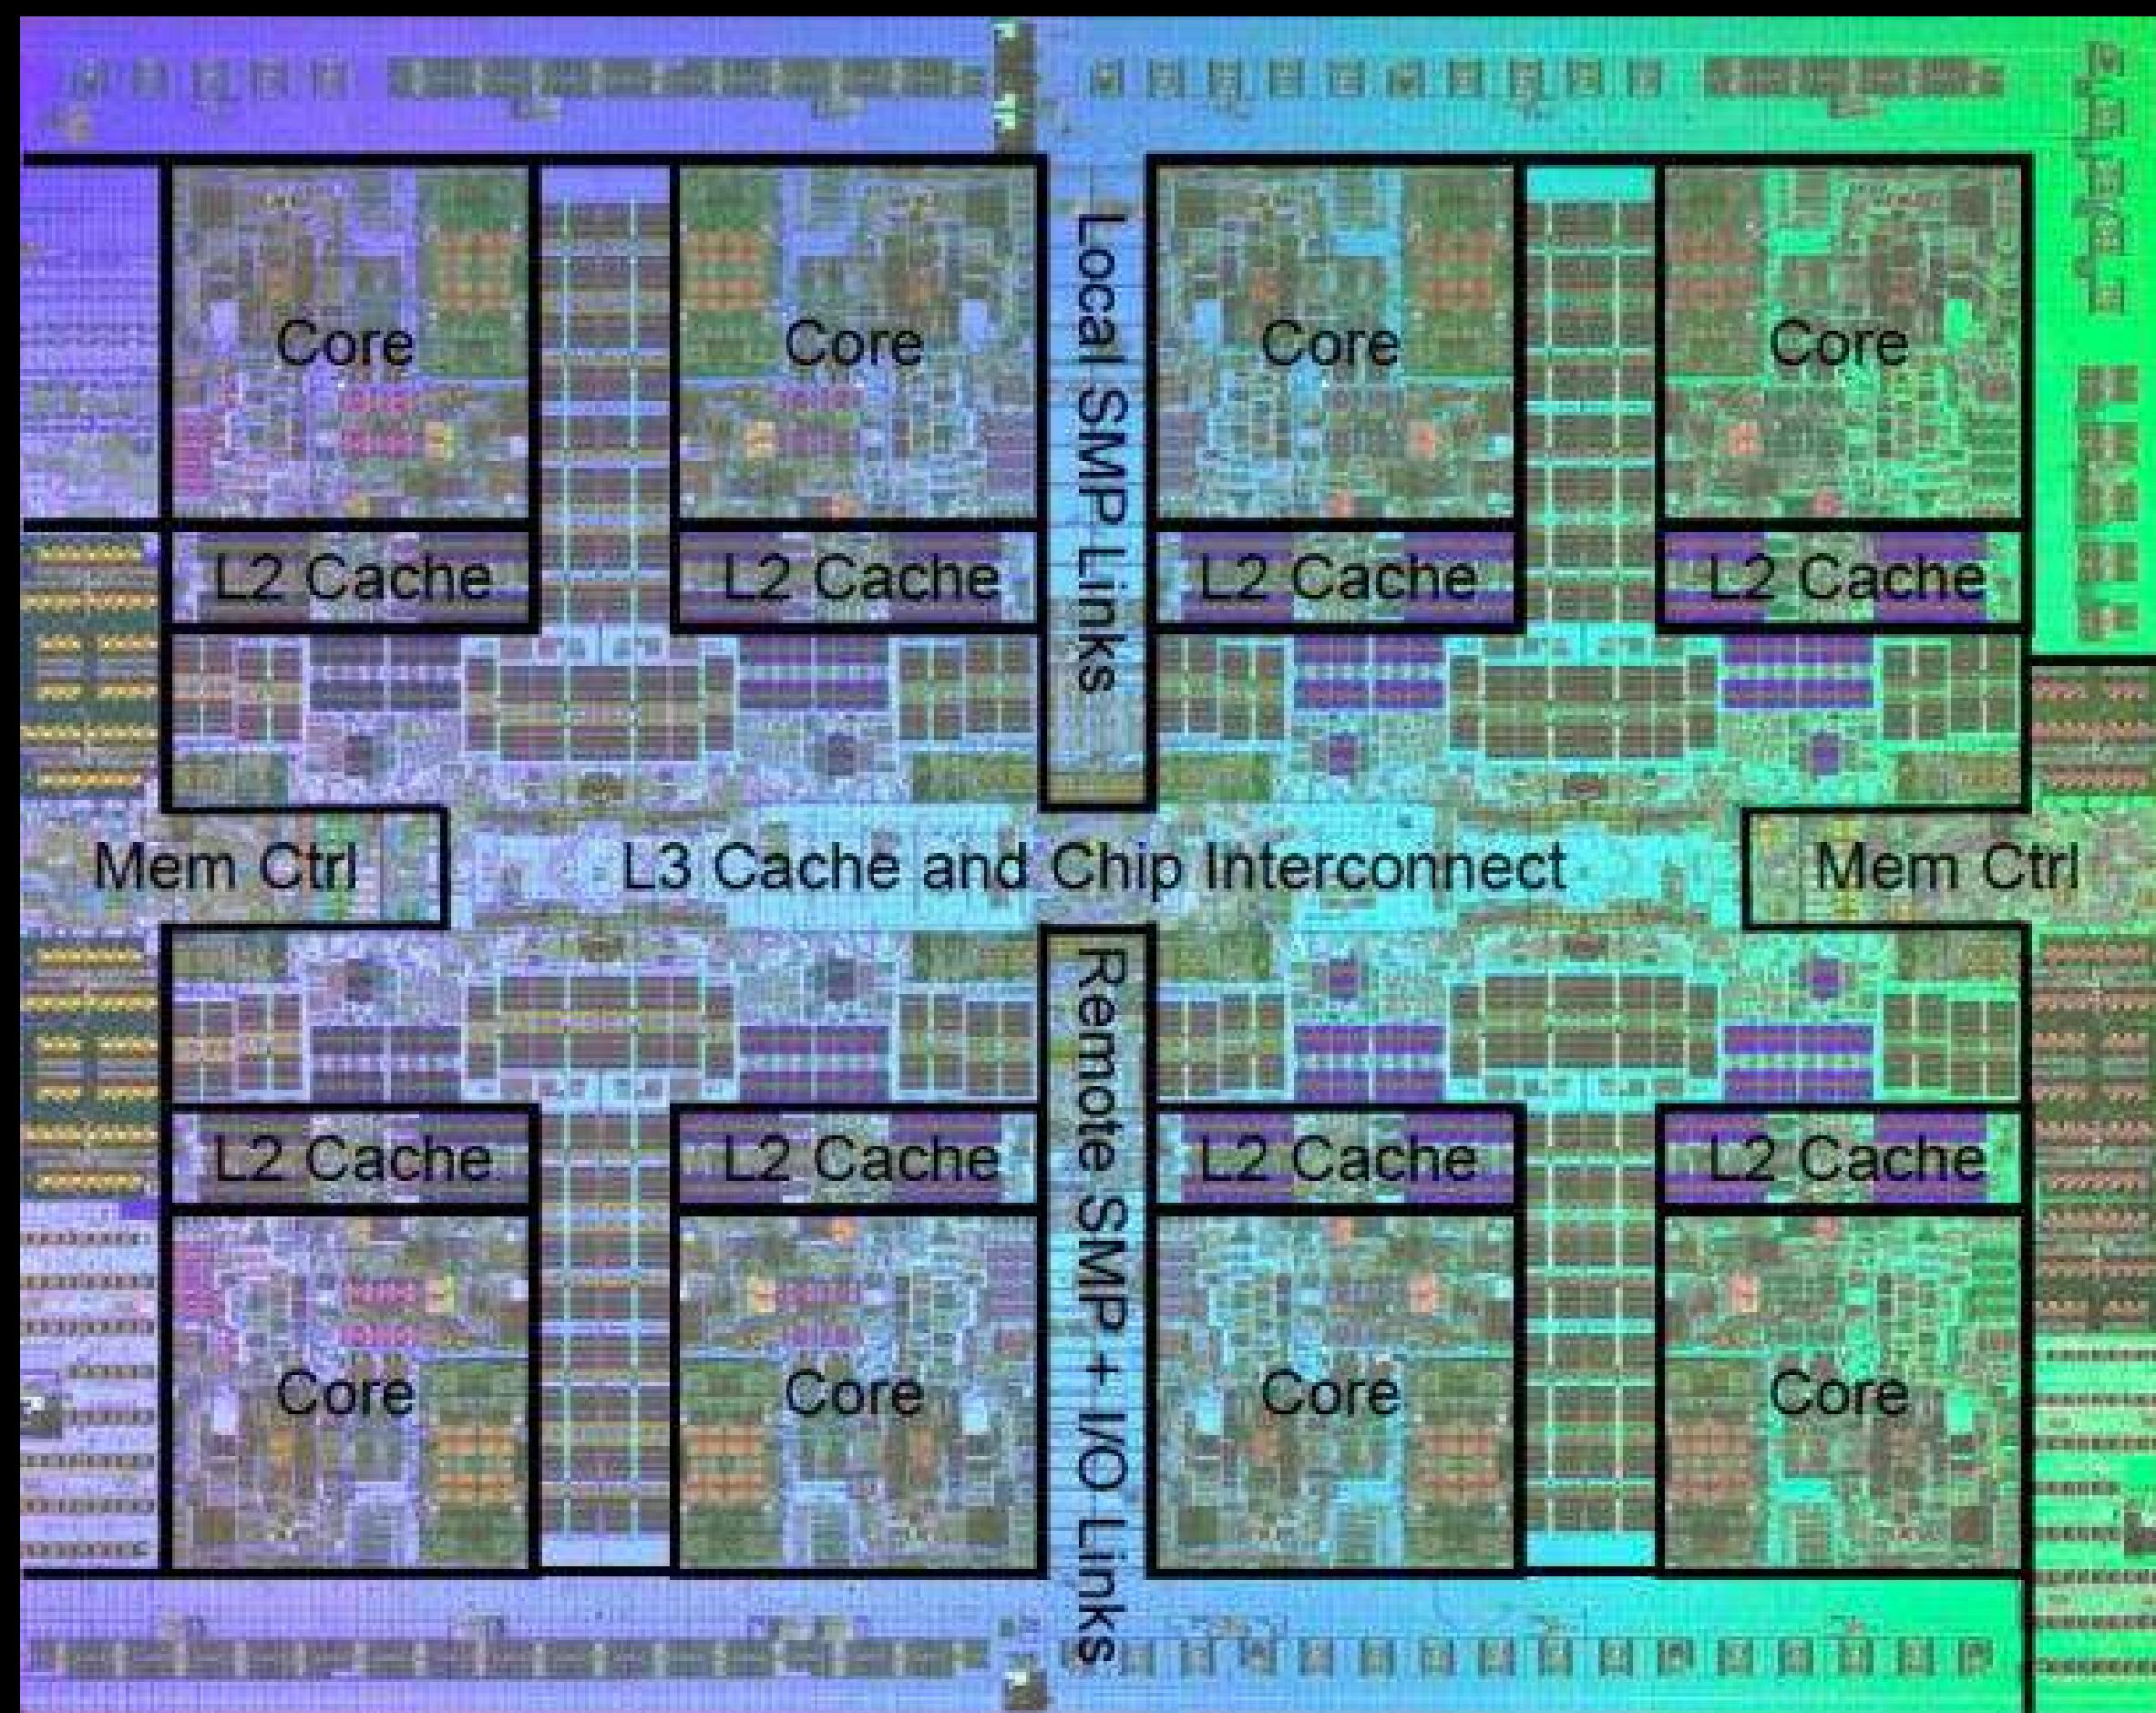 Core
Core
Core
Core
Local SMP Links
L2 Cache
L2 Cache
L2 Cache
L2 Cache
Mem Ctrl
L3 Cache and Chip Interconnect
Mem Ctrl
Remote SMP + I/O Links
L2 Cache
L2 Cache
L2 Cache
L2 Cache
Core
Core
Core
Core